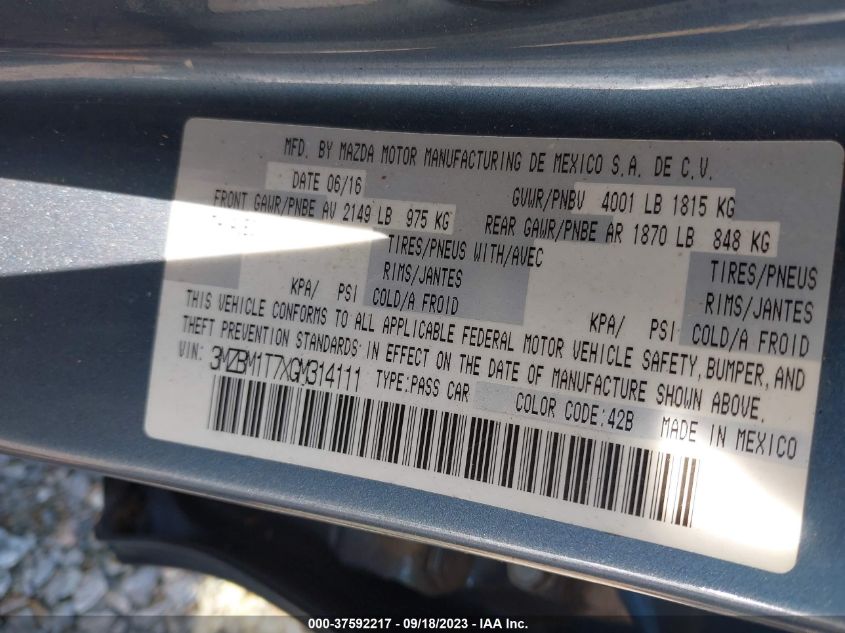 MFD. BY MAZDA MOTOR MANUFACTURING DE MEXICO S.A. DE C.V.
DATE 06/16 GVWR/PNBV 4001 LB 1815 KG
FRONT GAWR/PNBE AV 2149 LB 975 KG REAR GAWR/PNBE AR 1870 LB 848 KG
TIRES/PNEUS WITH/AVEC TIRES/PNEUS
RIMS/JANTES RIMS/JANTES
KPA/ PSI COLD/A FROID KPA/ PSI COLD/A FROID
THIS VEHICLE CONFORMS TO ALL APPLICABLE FEDERAL MOTOR VEHICLE SAFETY, BUMPER, AND
THEFT PREVENTION STANDARDS IN EFFECT ON THE DATE OF MANUFACTURE SHOWN ABOVE.
VIN: 3MZBM1T7XGM314111 TYPE:PASS CAR COLOR CODE:42B MADE IN MEXICO
000-37592217 - 09/18/2023 - IAA Inc.